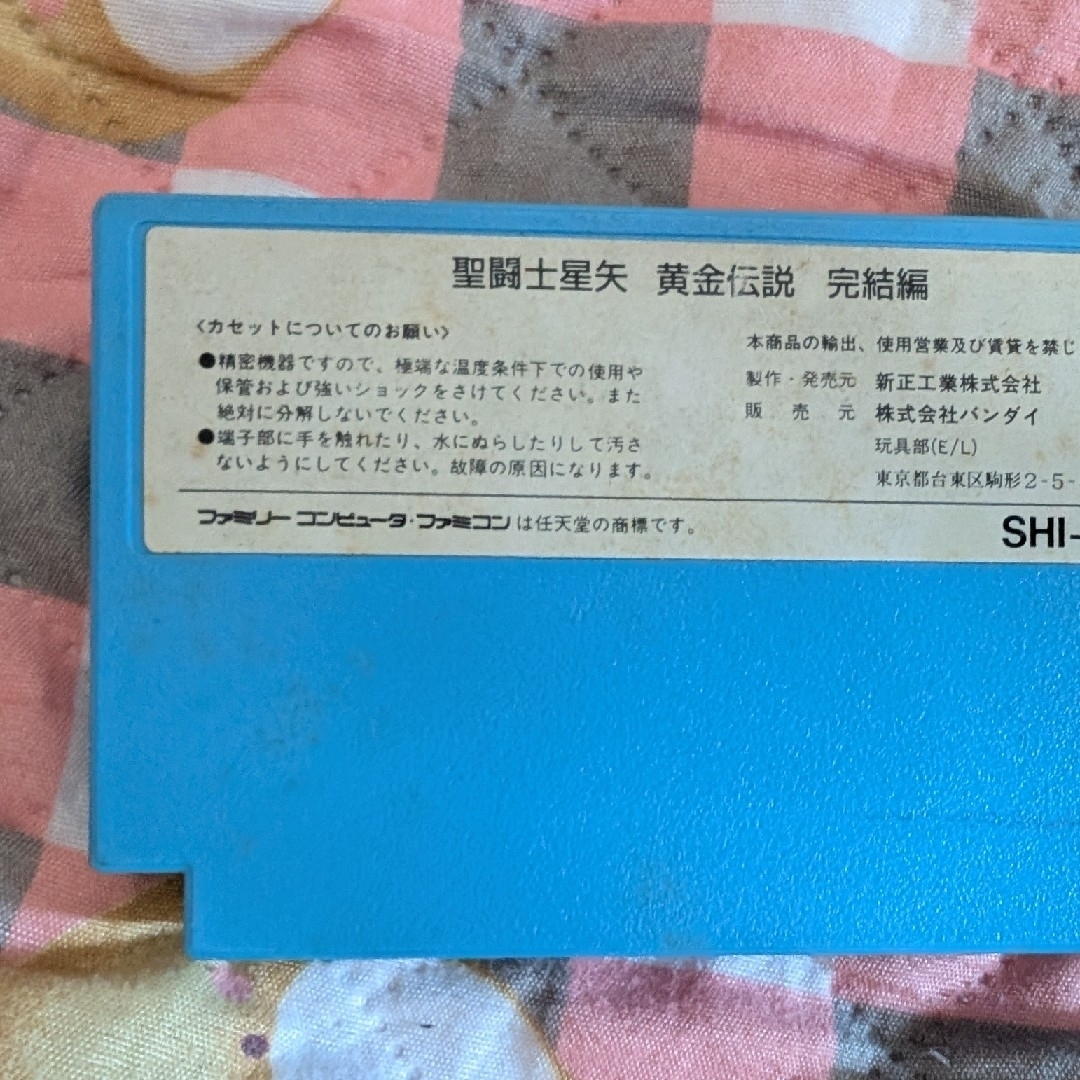 聖闘士星矢 黄金伝説 完結編
〈カセットについてのお願い〉
●精密機器ですので、極端な温度条件下での使用や
保管および強いショックをさけてください。また
絶対に分解しないでください。
●端子部に手を触れたり、水にぬらしたりして汚さ
ないようにしてください。故障の原因になります。
本商品の輸出、使用営業及び賃貸を禁じ
製作・発売元 新正工業株式会社
販売元 株式会社バンダイ
玩具部(E/L)
東京都台東区駒形2-5-
ファミリーコンピュータ・ファミコンは任天堂の商標です。
SHI-